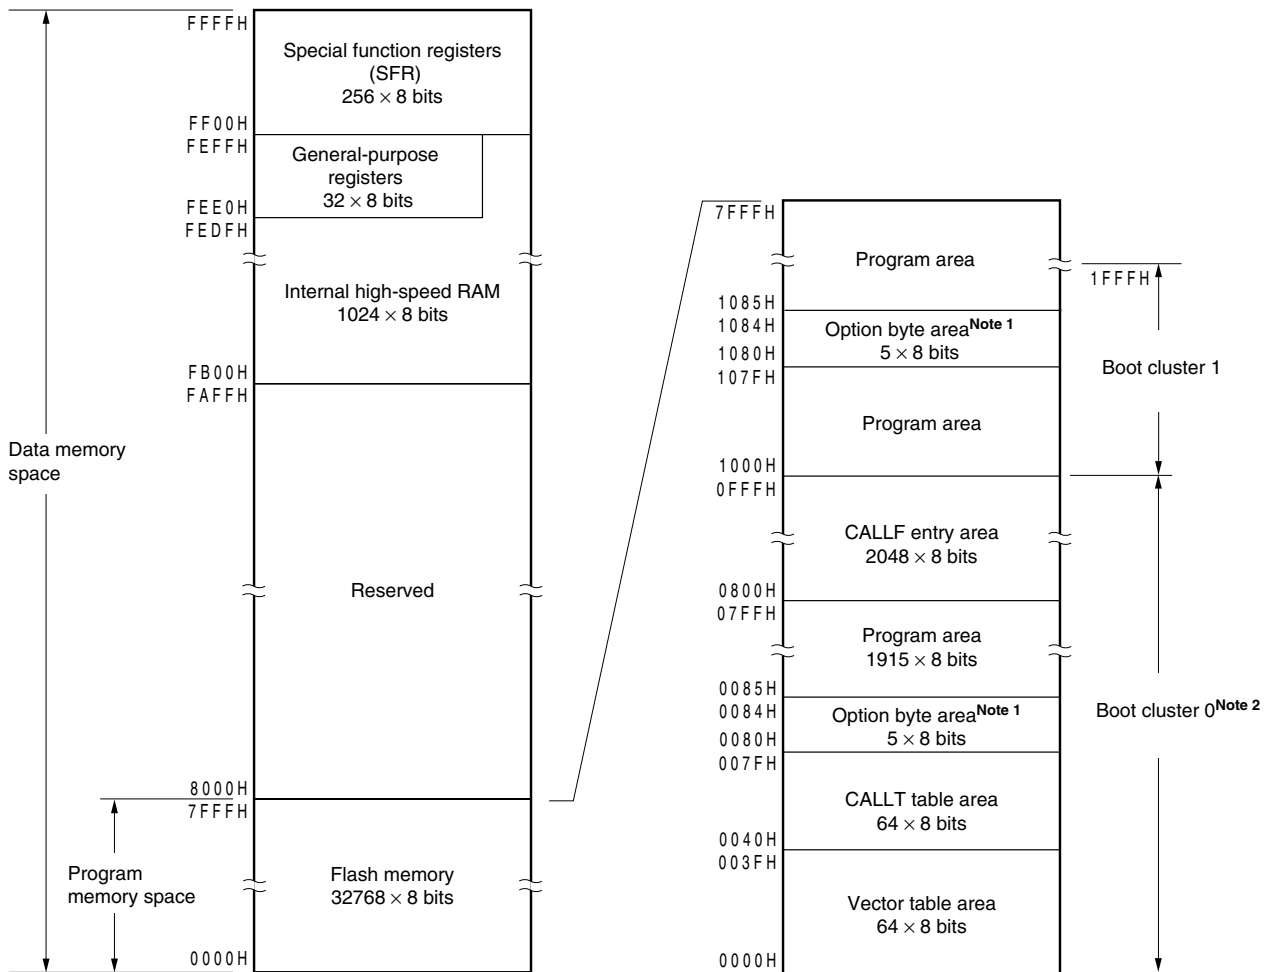 FFFFH
Special function registers
(SFR)
256 × 8 bits
FF00H
FEFFH
General-purpose
registers
32 × 8 bits
FEE0H
FEDFH
Internal high-speed RAM
1024 × 8 bits
FB00H
FAFFH
Data memory
space
Reserved
8000H
7FFFH
Program
memory space
Flash memory
32768 × 8 bits
0000H
7FFFH
Program area
1FFFH
1085H
1084H
Option byte area Note 1
5 × 8 bits
1080H
107FH
Boot cluster 1
Program area
1000H
0FFFH
CALLF entry area
2048 × 8 bits
0800H
07FFH
Program area
1915 × 8 bits
0085H
0084H
Option byte area Note 1
5 × 8 bits
Boot cluster 0 Note 2
0080H
007FH
CALLT table area
64 × 8 bits
0040H
003FH
Vector table area
64 × 8 bits
0000H